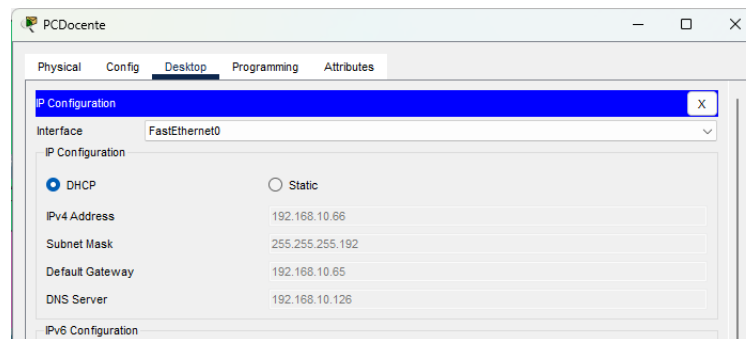 PCDocente
Physical Config Desktop Programming Attributes
IP Configuration X
Interface FastEthernet0
IP Configuration
DHCP Static
IPv4 Address 192.168.10.66
Subnet Mask 255.255.255.192
Default Gateway 192.168.10.65
DNS Server 192.168.10.126
IPv6 Configuration